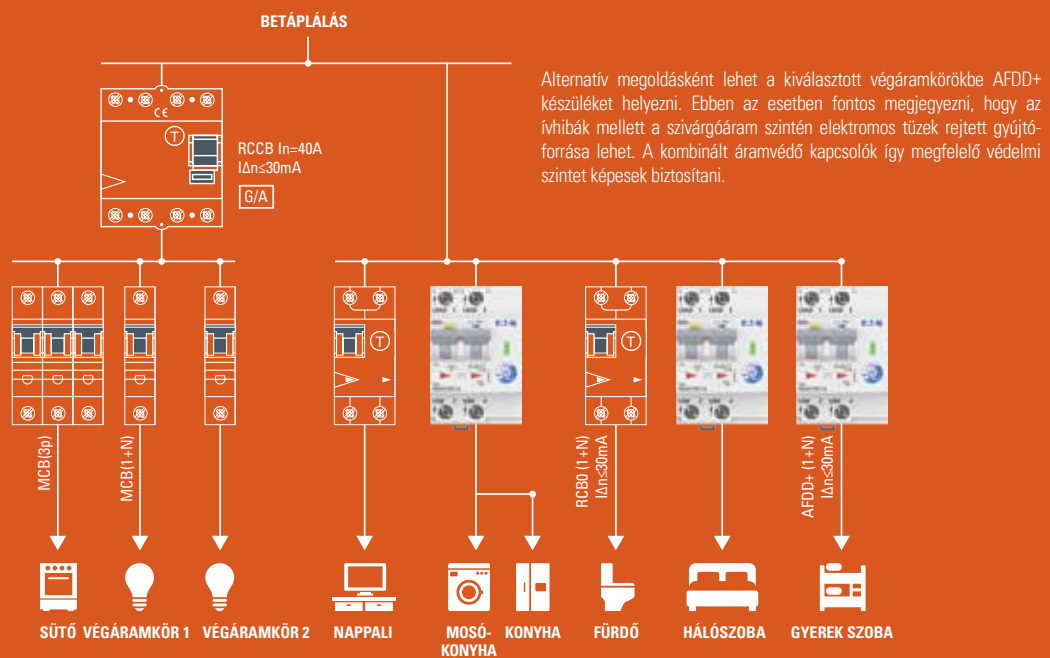 BETÁPLÁLÁS
Alternatív megoldásként lehet a kiválasztott végáramkörökbe AFDD+
készüléket helyezni. Ebben az esetben fontos megjegyezni, hogy az
ívhibák mellett a szivárgóáram szintén elektromos tüzek rejtett gyújtó-
forrása lehet. A kombinált áramvédő kapcsolók így megfelelő védelmi
szintet képesek biztosítani.
CE
T
RCCB In=40A
IΔn≤30mA
G/A
T
T
MCB(3p)
MCB(1+N)
RCBO (1+N)
IΔn≤30mA
AFDD+ (1+N)
IΔn≤30mA
SÜTŐ
VÉGÁRAMKÖR 1
VÉGÁRAMKÖR 2
NAPPALI
MOSÓ-
KONYHA
KONYHA
FÜRDŐ
HÁLÓSZOBA
GYEREK SZOBA